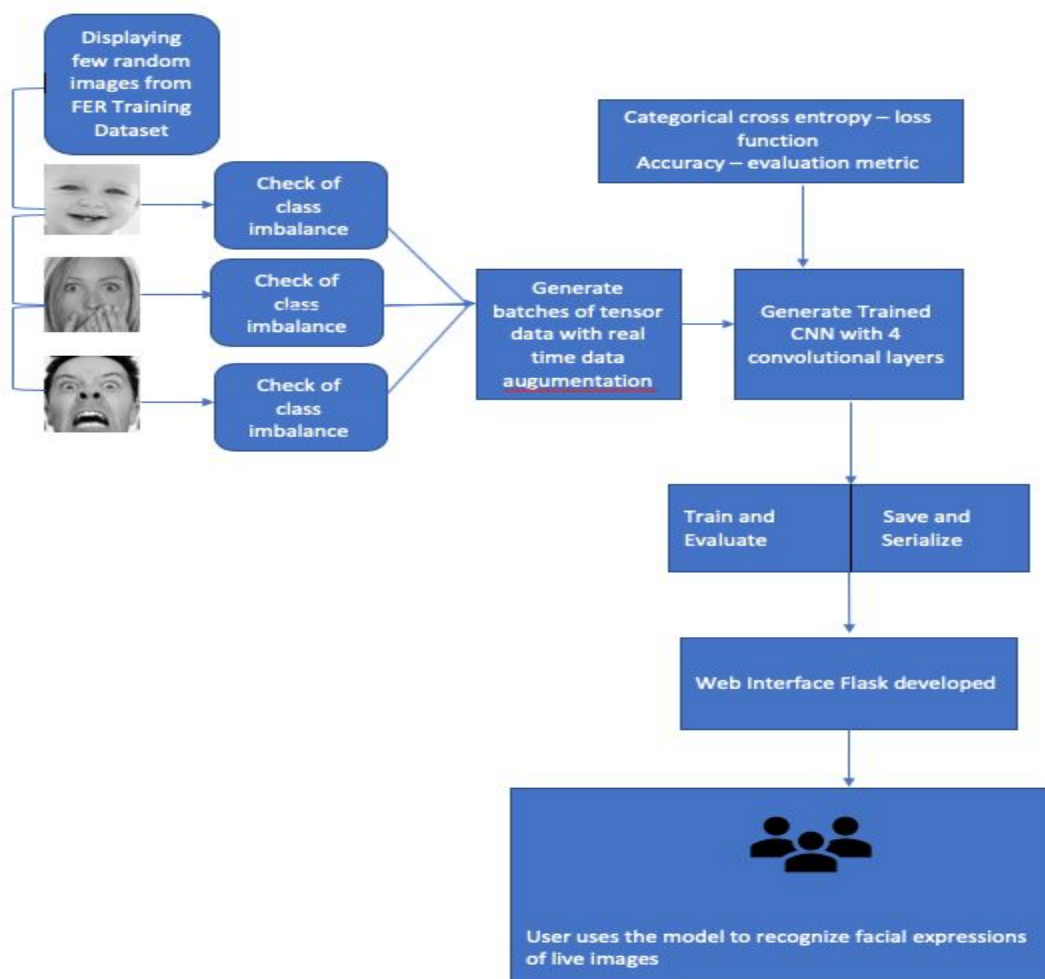 Displaying
few random
images from
FER Training
Dataset
Categorical cross entropy – loss
function
Accuracy – evaluation metric
Check of
class
imbalance
Check of
class
imbalance
Check of
class
imbalance
Generate
batches of tensor
data with real
time data
augumentation
Generate Trained
CNN with 4
convolutional layers
Train and
Evaluate
Save and
Serialize
Web Interface Flask developed
User uses the model to recognize facial expressions
of live images